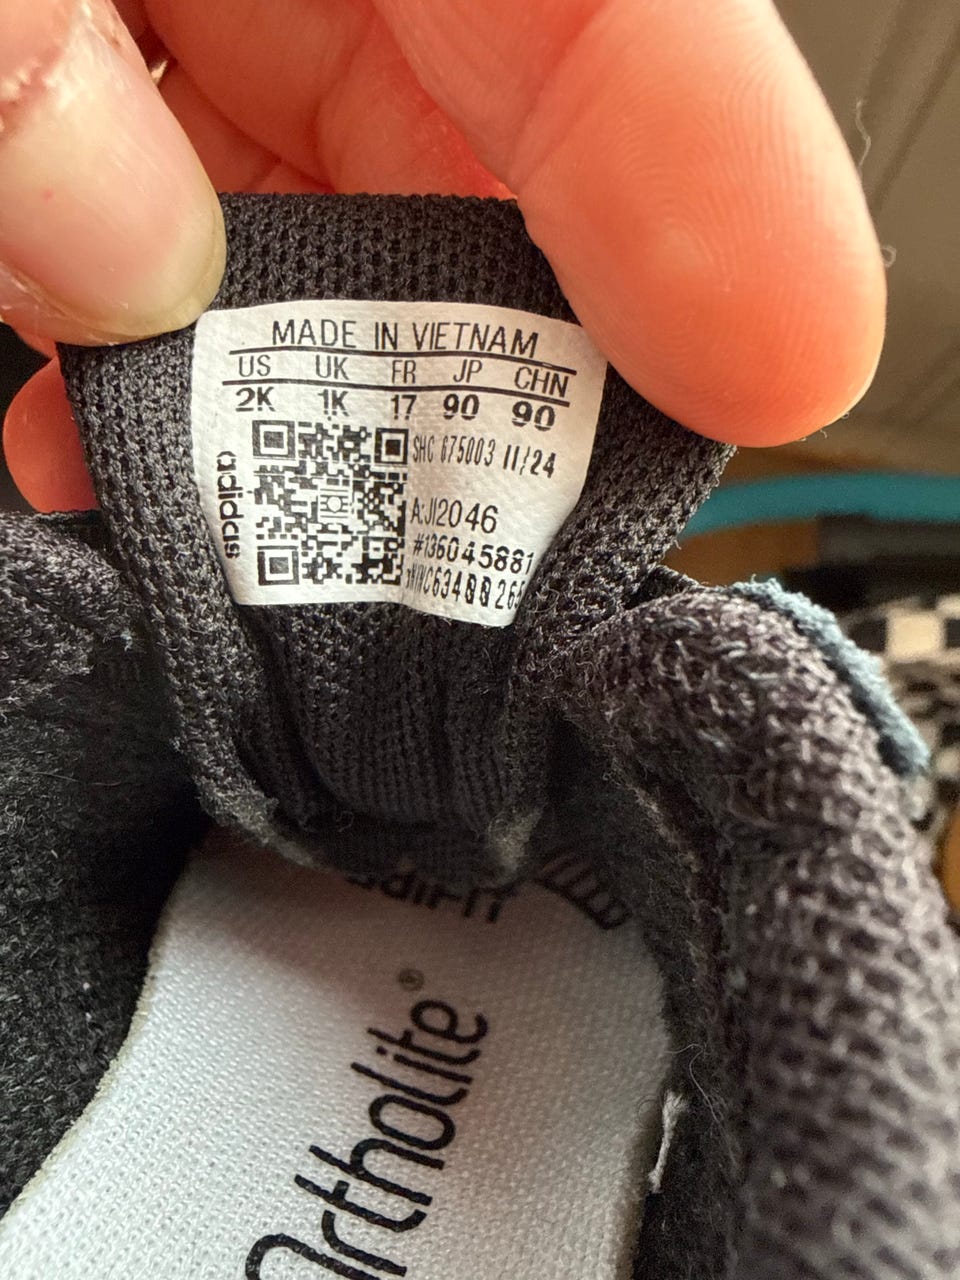 MADE IN VIETNAM
US UK FR JP CHN
2K 1K 17 90 90
adidas
SHC 675003 11/24
A:JI2046
#136045881
adiFIT
Ortholite®